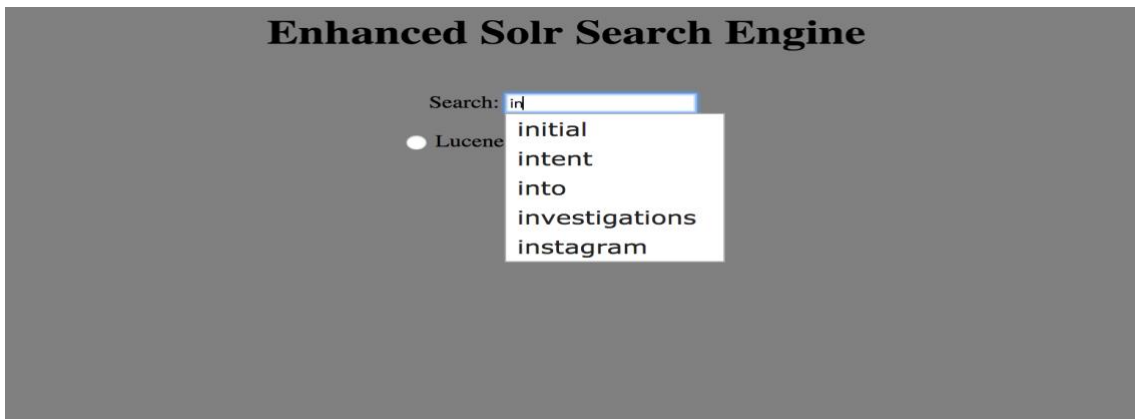 Enhanced Solr Search Engine
Search: in
Lucene
initial
intent
into
investigations
instagram